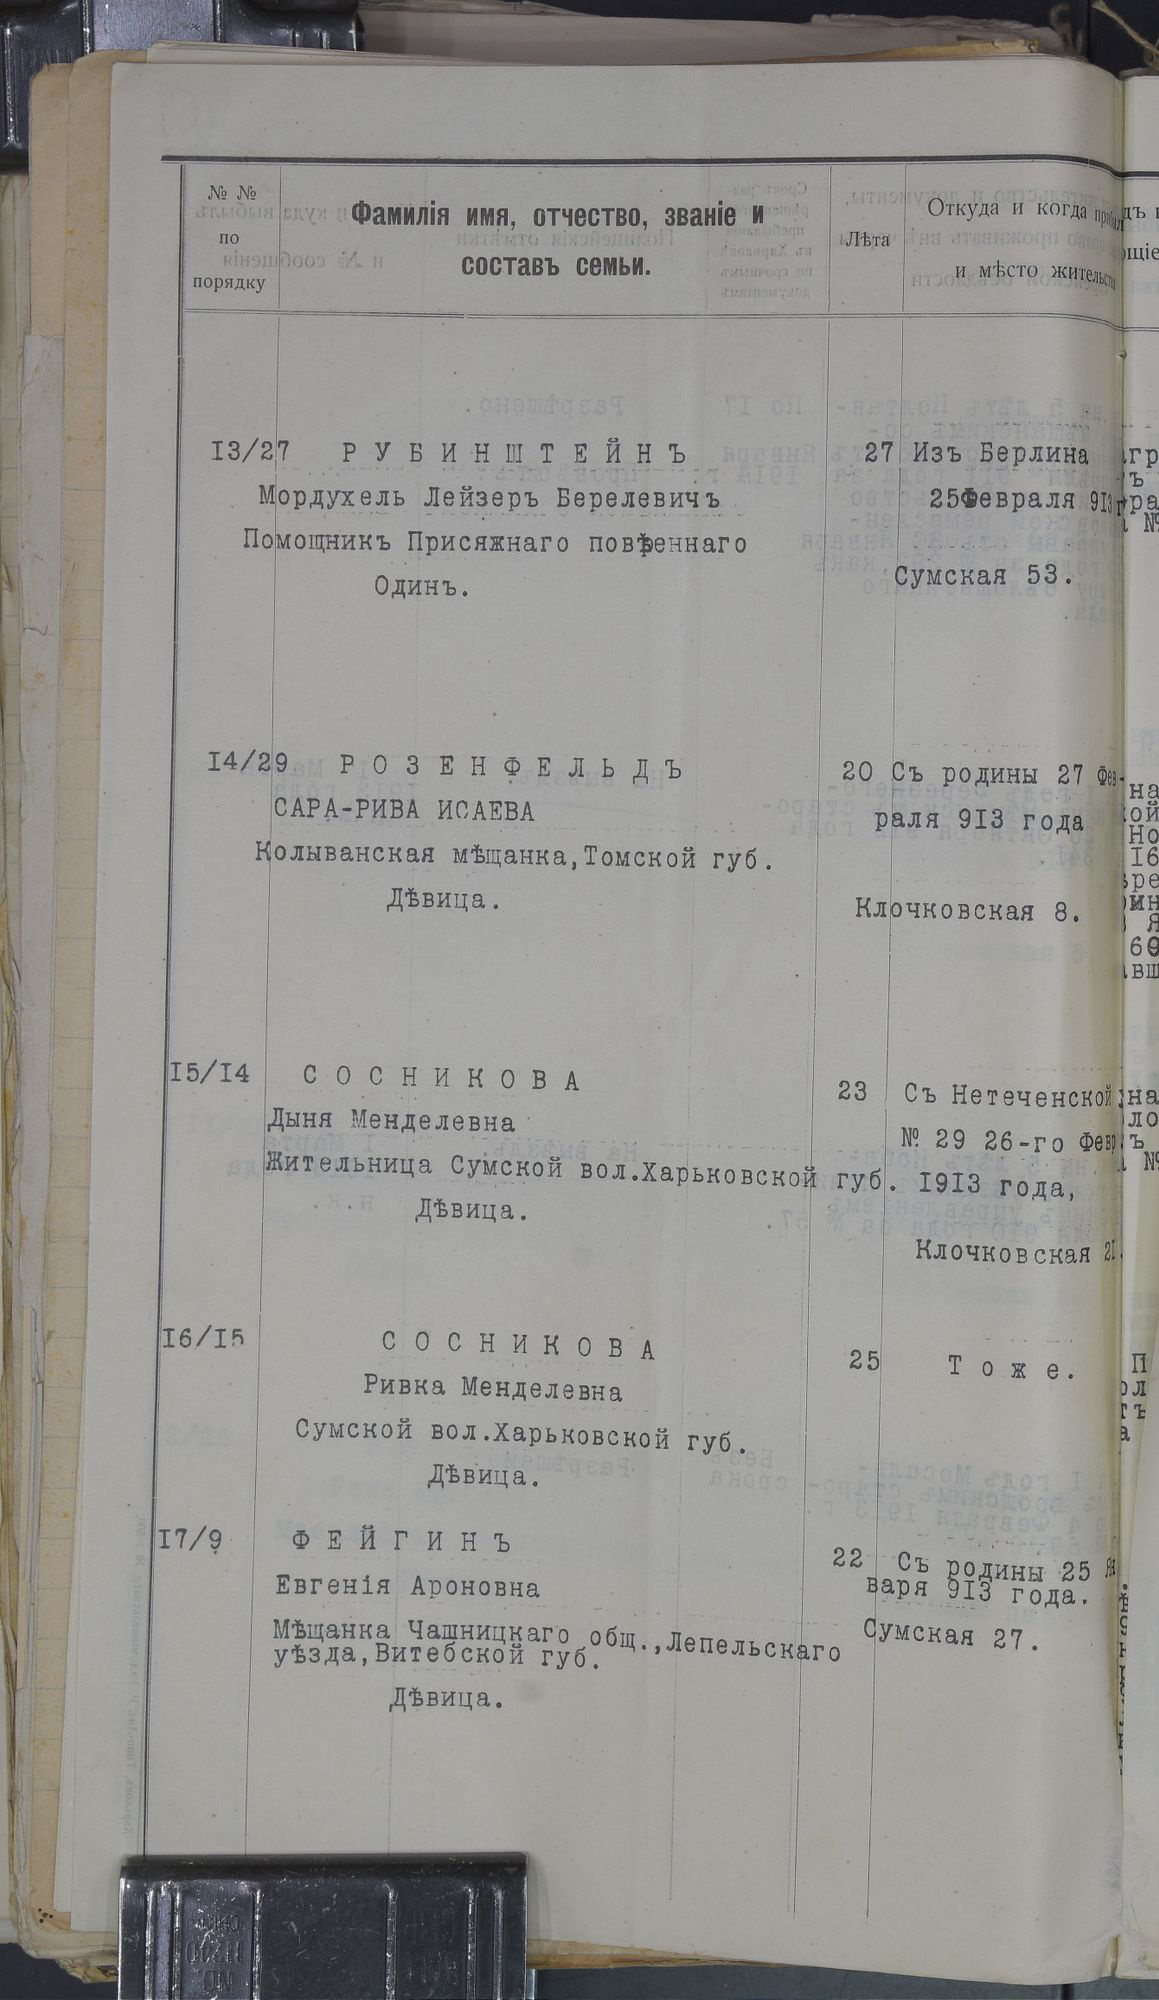 № №
по
порядку
Фамилія имя, отчество, званіе и
составъ семьи.
Лѣта
Откуда и когда прибылъ
и мѣсто жительства
13/27 РУБИНШТЕЙНЪ
Мордухель Лейзеръ Берелевичъ
Помощникъ Присяжнаго повѣреннаго
Одинъ.
27 Изъ Берлина
25Февраля 913 г
Сумская 53.
14/29 РОЗЕНФЕЛЬДЪ
САРА-РИВА ИСАЕВА
Колыванская мѣщанка,Томской губ.
Дѣвица.
20 Съ родины 27 Фев-
раля 913 года
Клочковская 8.
15/14 СОСНИКОВА
Дыня Менделевна
Жительница Сумской вол.Харьковской губ.
Дѣвица.
23 Съ Нетеченской
№ 29 26-го Февр
1913 года,
Клочковская 21.
16/15 СОСНИКОВА
Ривка Менделевна
Сумской вол.Харьковской губ.
Дѣвица.
25 Тоже.
17/9 ФЕЙГИНЪ
Евгенія Ароновна
Мѣщанка Чашницкаго общ.,Лепельскаго
уѣзда,Витебской губ.
Дѣвица.
22 Съ родины 25 Ян
варя 913 года.
Сумская 27.